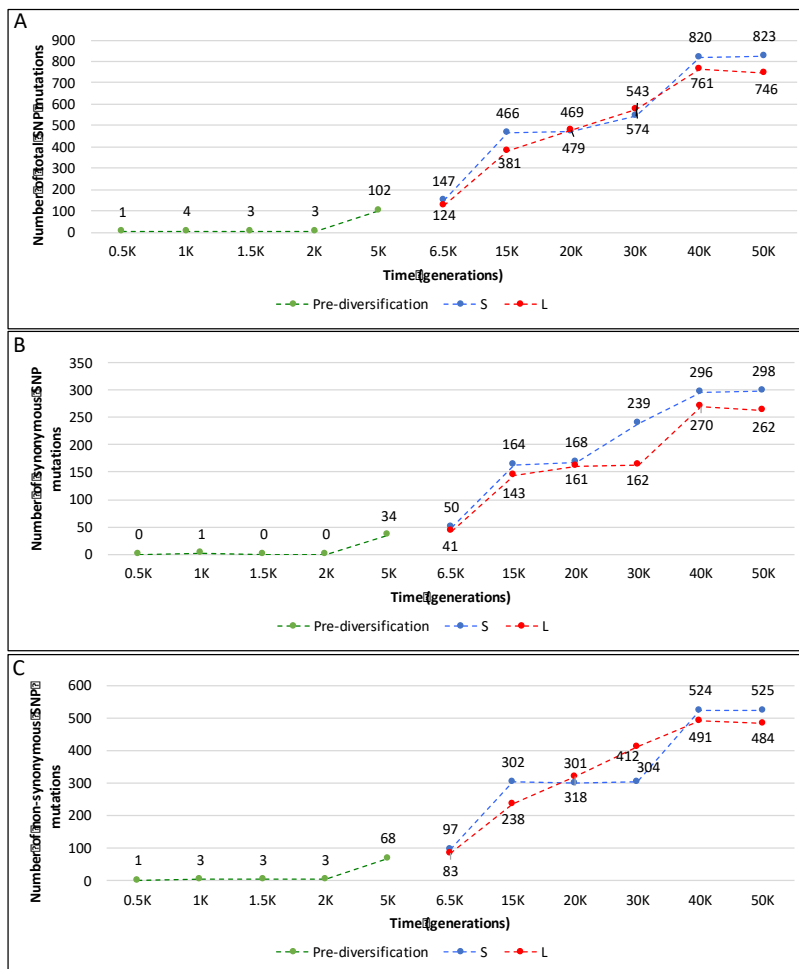 A
Number of total SNP mutations
900
800
700
600
500
400
300
200
100
0
1
4
3
3
102
147
124
466
381
469
479
543
574
820
761
823
746
0.5K
1K
1.5K
2K
5K
6.5K
15K
20K
30K
40K
50K
Time (generations)
Pre-diversification
S
L
B
Number of synonymous SNP
mutations
350
300
250
200
150
100
50
0
0
1
0
0
34
50
41
164
143
168
161
239
162
296
270
298
262
0.5K
1K
1.5K
2K
5K
6.5K
15K
20K
30K
40K
50K
Time (generations)
Pre-diversification
S
L
C
Number of non-synonymous SNP
mutations
600
500
400
300
200
100
0
1
3
3
3
68
97
83
302
238
301
318
412
304
524
491
525
484
0.5K
1K
1.5K
2K
5K
6.5K
15K
20K
30K
40K
50K
Time (generations)
Pre-diversification
S
L